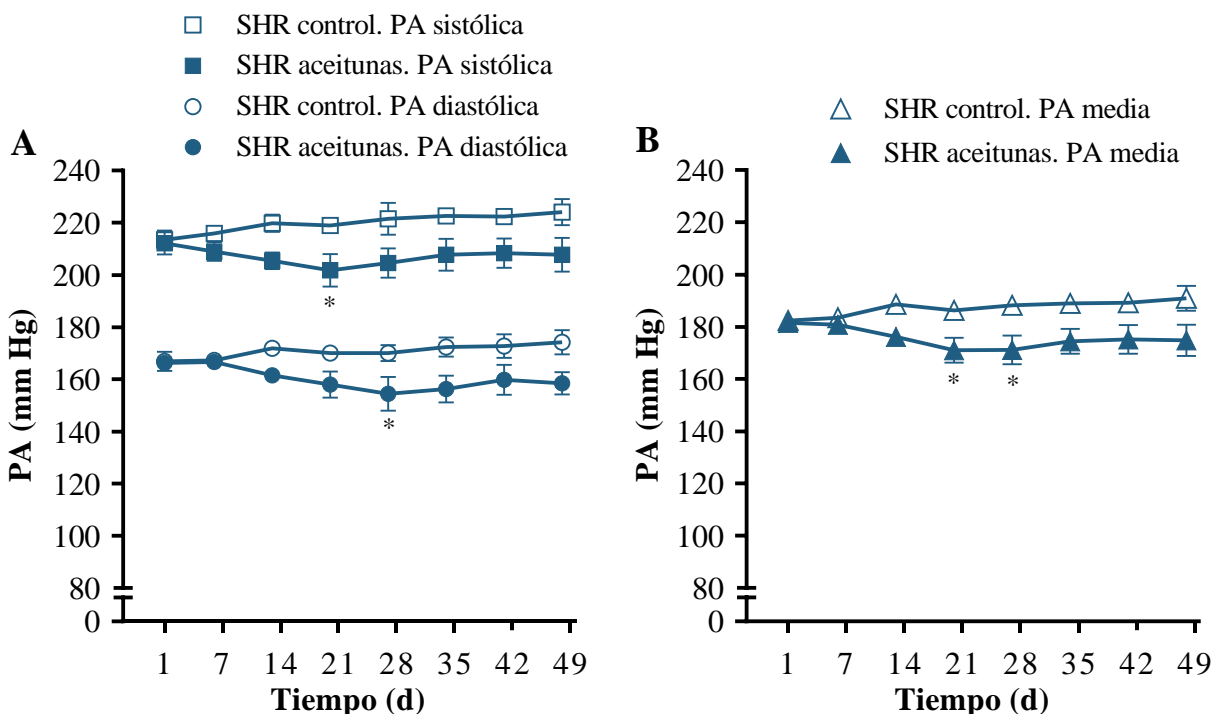 SHR control. PA sistólica
SHR aceitunas. PA sistólica
SHR control. PA diastólica
SHR aceitunas. PA diastólica
A
240
220
200
180
160
140
120
100
80
0
PA (mm Hg)
*
*
1 7 14 21 28 35 42 49
Tiempo (d)
SHR control. PA media
SHR aceitunas. PA media
B
240
220
200
180
160
140
120
100
80
0
PA (mm Hg)
* *
1 7 14 21 28 35 42 49
Tiempo (d)